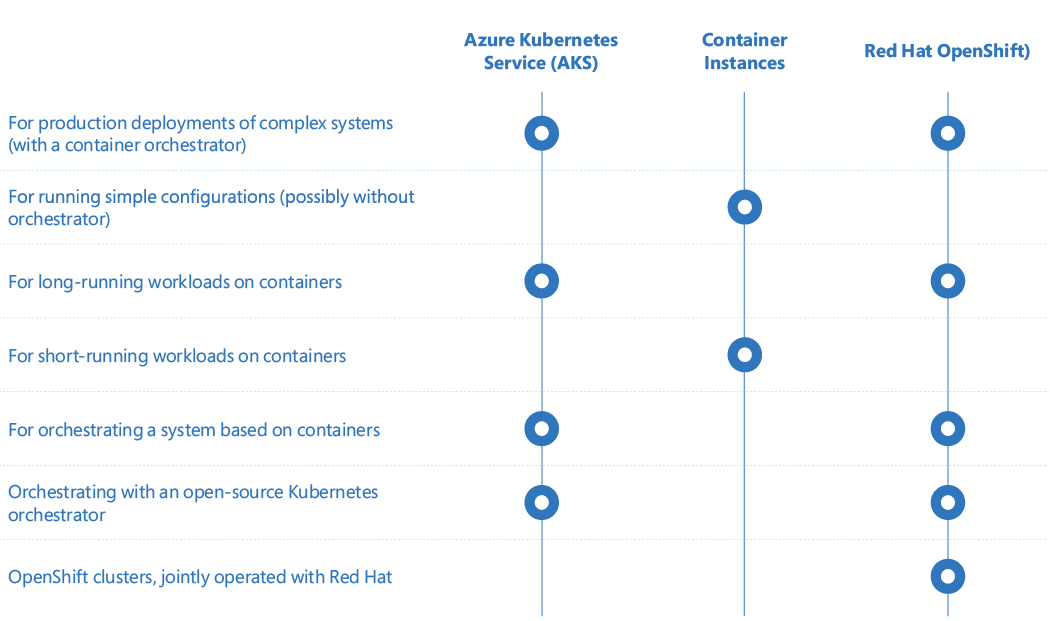 Azure Kubernetes
Service (AKS)
Container
Instances
Red Hat OpenShift)
For production deployments of complex systems
(with a container orchestrator)
For running simple configurations (possibly without
orchestrator)
For long-running workloads on containers
For short-running workloads on containers
For orchestrating a system based on containers
Orchestrating with an open-source Kubernetes
orchestrator
OpenShift clusters, jointly operated with Red Hat